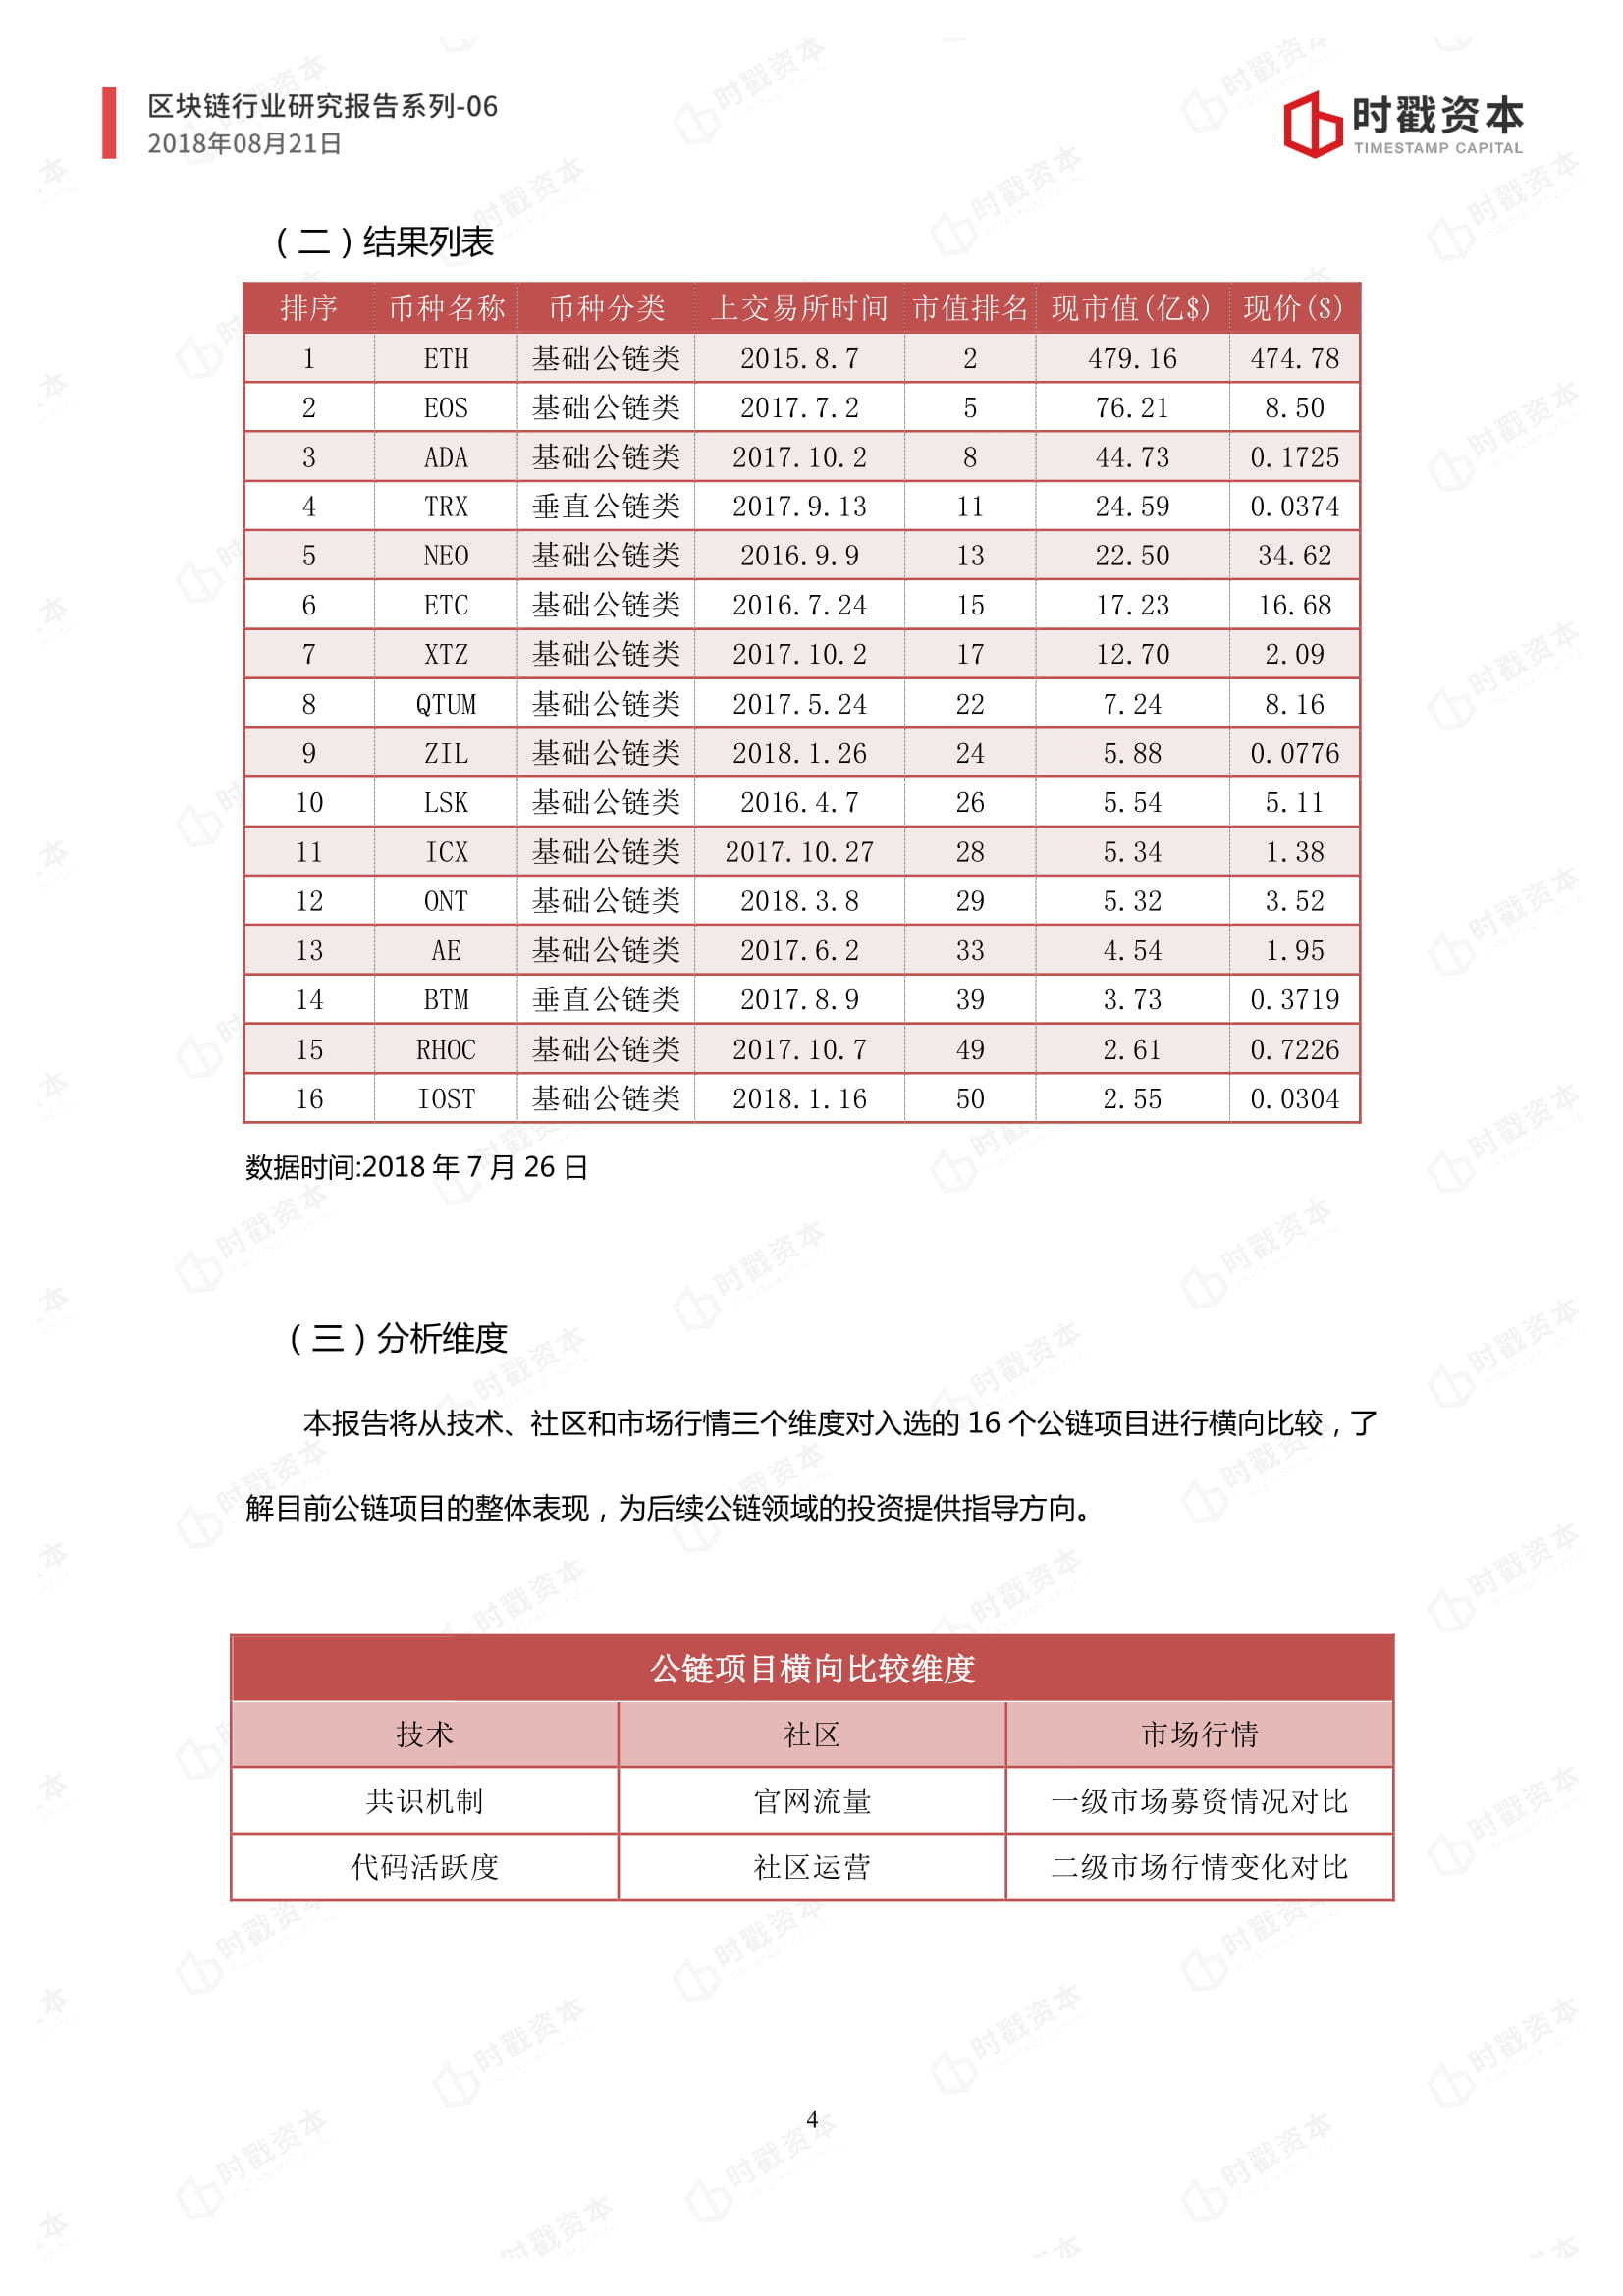 区块链行业研究报告系列-06
2018年08月21日
时戳资本
TIMESTAMP CAPITAL
（二）结果列表
排序 币种名称 币种分类 上交易所时间 市值排名 现市值(亿$) 现价($)
1 ETH 基础公链类 2015.8.7 2 479.16 474.78
2 EOS 基础公链类 2017.7.2 5 76.21 8.50
3 ADA 基础公链类 2017.10.2 8 44.73 0.1725
4 TRX 垂直公链类 2017.9.13 11 24.59 0.0374
5 NEO 基础公链类 2016.9.9 13 22.50 34.62
6 ETC 基础公链类 2016.7.24 15 17.23 16.68
7 XTZ 基础公链类 2017.10.2 17 12.70 2.09
8 QTUM 基础公链类 2017.5.24 22 7.24 8.16
9 ZIL 基础公链类 2018.1.26 24 5.88 0.0776
10 LSK 基础公链类 2016.4.7 26 5.54 5.11
11 ICX 基础公链类 2017.10.27 28 5.34 1.38
12 ONT 基础公链类 2018.3.8 29 5.32 3.52
13 AE 基础公链类 2017.6.2 33 4.54 1.95
14 BTM 垂直公链类 2017.8.9 39 3.73 0.3719
15 RHOC 基础公链类 2017.10.7 49 2.61 0.7226
16 IOST 基础公链类 2018.1.16 50 2.55 0.0304
数据时间:2018 年 7 月 26 日
（三）分析维度
本报告将从技术、社区和市场行情三个维度对入选的 16 个公链项目进行横向比较，了
解目前公链项目的整体表现，为后续公链领域的投资提供指导方向。
公链项目横向比较维度
技术 社区 市场行情
共识机制 官网流量 一级市场募资情况对比
代码活跃度 社区运营 二级市场行情变化对比
4